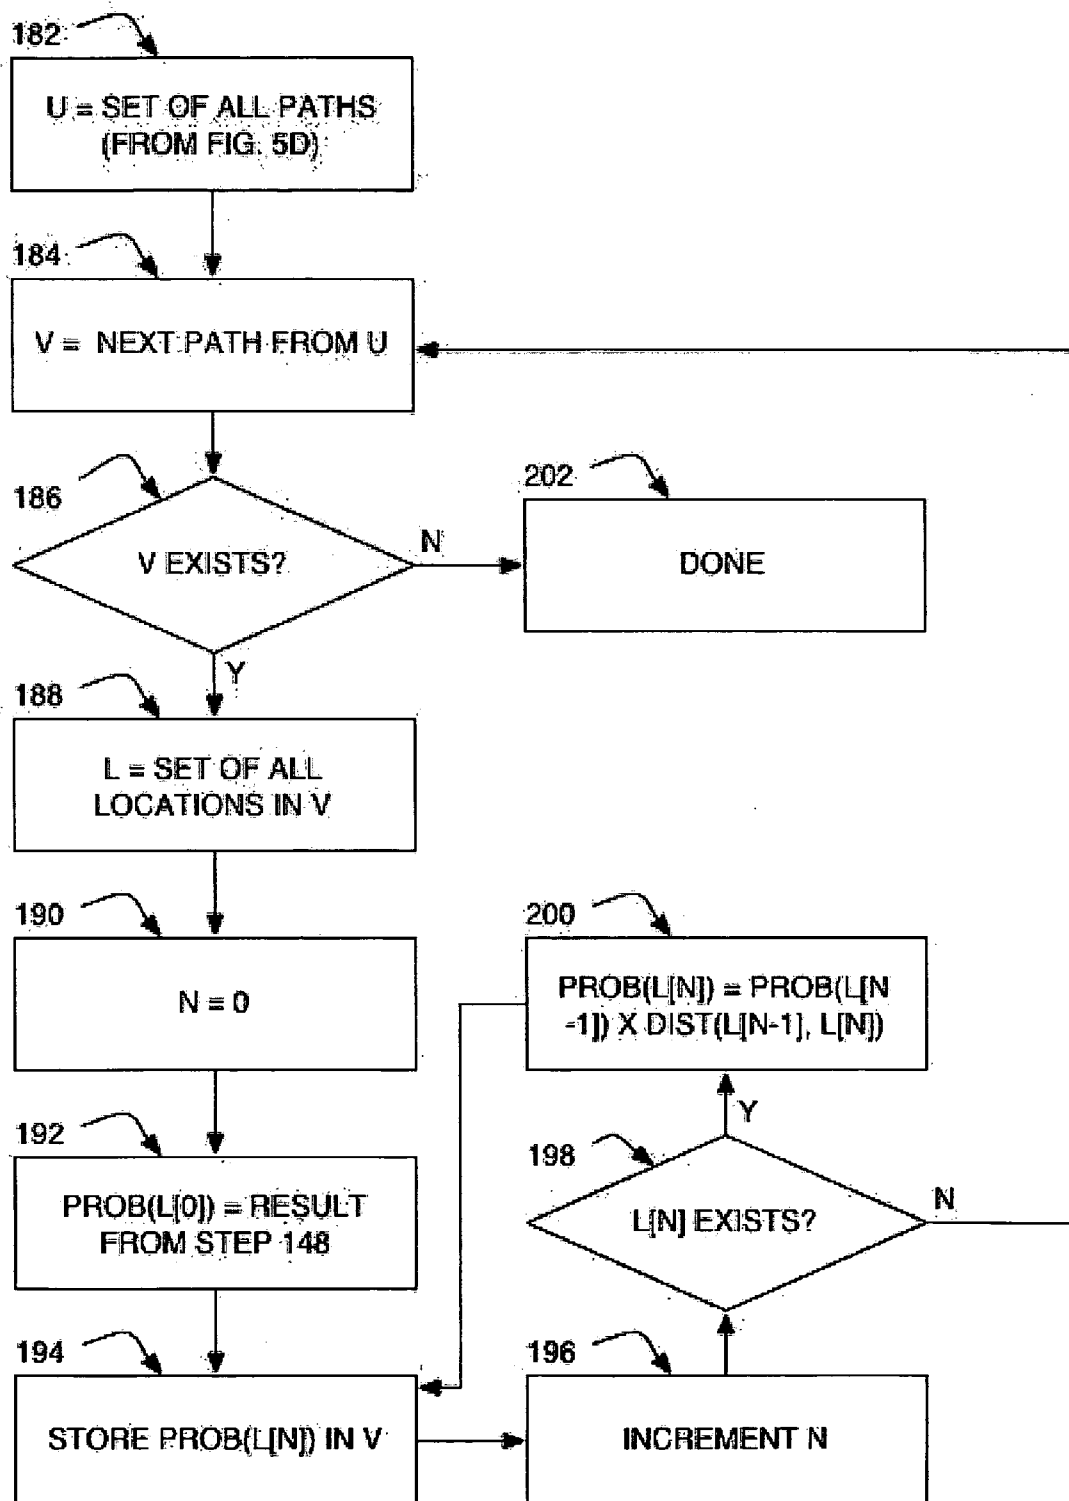 182
U = SET OF ALL PATHS
(FROM FIG. 5D)
184
V = NEXT PATH FROM U
186
V EXISTS?
N
202
DONE
Y
188
L = SET OF ALL
LOCATIONS IN V
190
N = 0
200
PROB(L[N]) = PROB(L[N
-1]) X DIST(L[N-1], L[N])
192
PROB(L[0]) = RESULT
FROM STEP 148
Y
198
L[N] EXISTS?
N
194
STORE PROB(L[N]) IN V
196
INCREMENT N